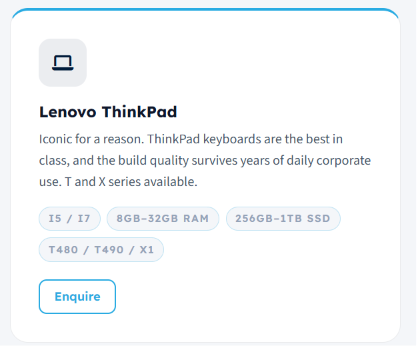 Lenovo ThinkPad
Iconic for a reason. ThinkPad keyboards are the best in
class, and the build quality survives years of daily corporate
use. T and X series available.
I5 / I7
8GB–32GB RAM
256GB–1TB SSD
T480 / T490 / X1
Enquire